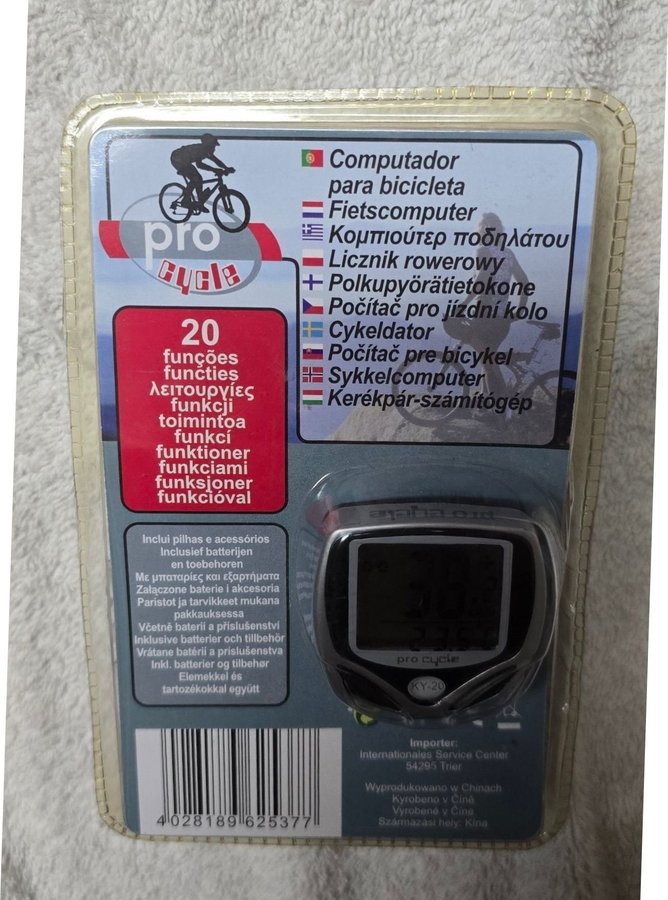 pro
cycle
Computador
para bicicleta
Fietscomputer
Κομπιούτερ ποδηλάτου
Licznik rowerowy
Polkupyörätietokone
Počítač pro jízdní kolo
Cykeldator
Počítač pre bicykel
Sykkelcomputer
Kerékpár-számítógép
20
funções
functies
λειτουργίες
funkcji
toimintoa
funkcí
funktioner
funkciami
funksjoner
funkcióval
Inclui pilhas e acessórios
Inclusief batterijen
en toebehoren
Με μπαταρίες και εξαρτήματα
Załączone baterie i akcesoria
Paristot ja tarvikkeet mukana
pakkauksessa
Včetně baterií a příslušenství
Inklusive batterier och tillbehör
Vrátane batérií a príslušenstva
Inkl. batterier og tilbehør
Elemekkel és
tartozékokkal együtt
pro cycle
pro cycle
KY-20
Importer:
Internationales Service Center
54295 Trier
Wyprodukowano w Chinach
Vyrobené v Číne
Származási hely: Kína
4 028189 625377